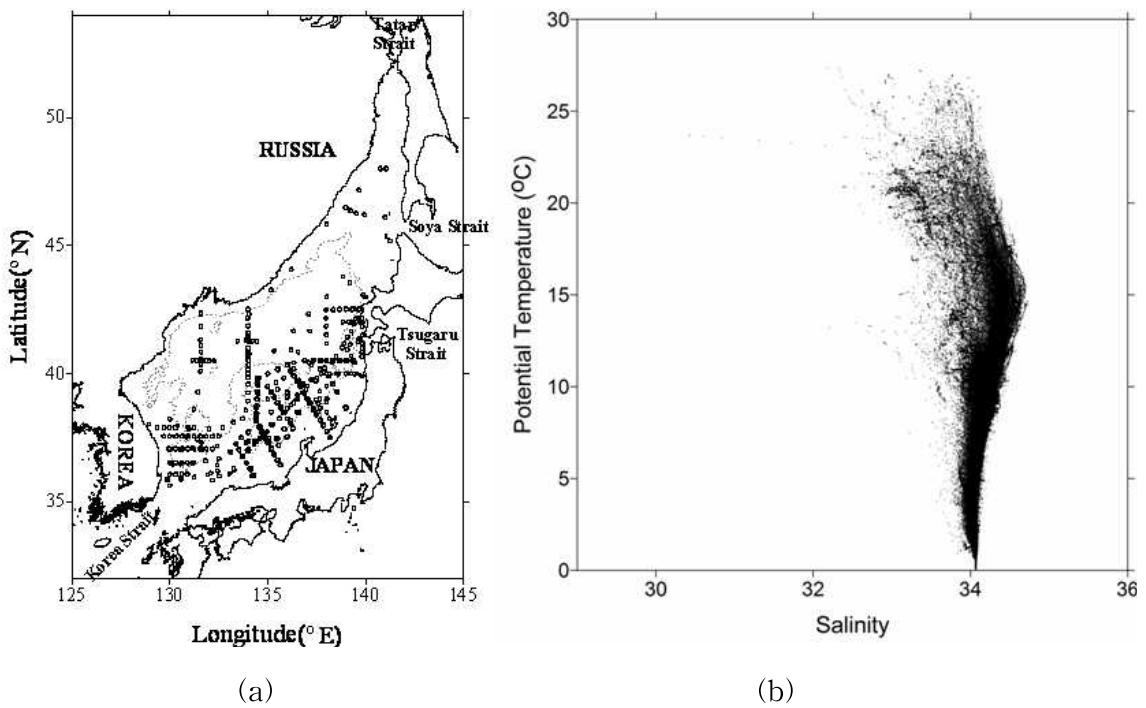 Tatar
Strait
50
RUSSIA
Soya Strait
45
Latitude(°N)
Tsugaru
Strait
40
KOREA
JAPAN
35
Korea Strait
125
130
135
140
145
Longitude(°E)
(a)
30
25
20
15
10
5
0
Potential Temperature (ºC)
30
32
34
36
Salinity
(b)